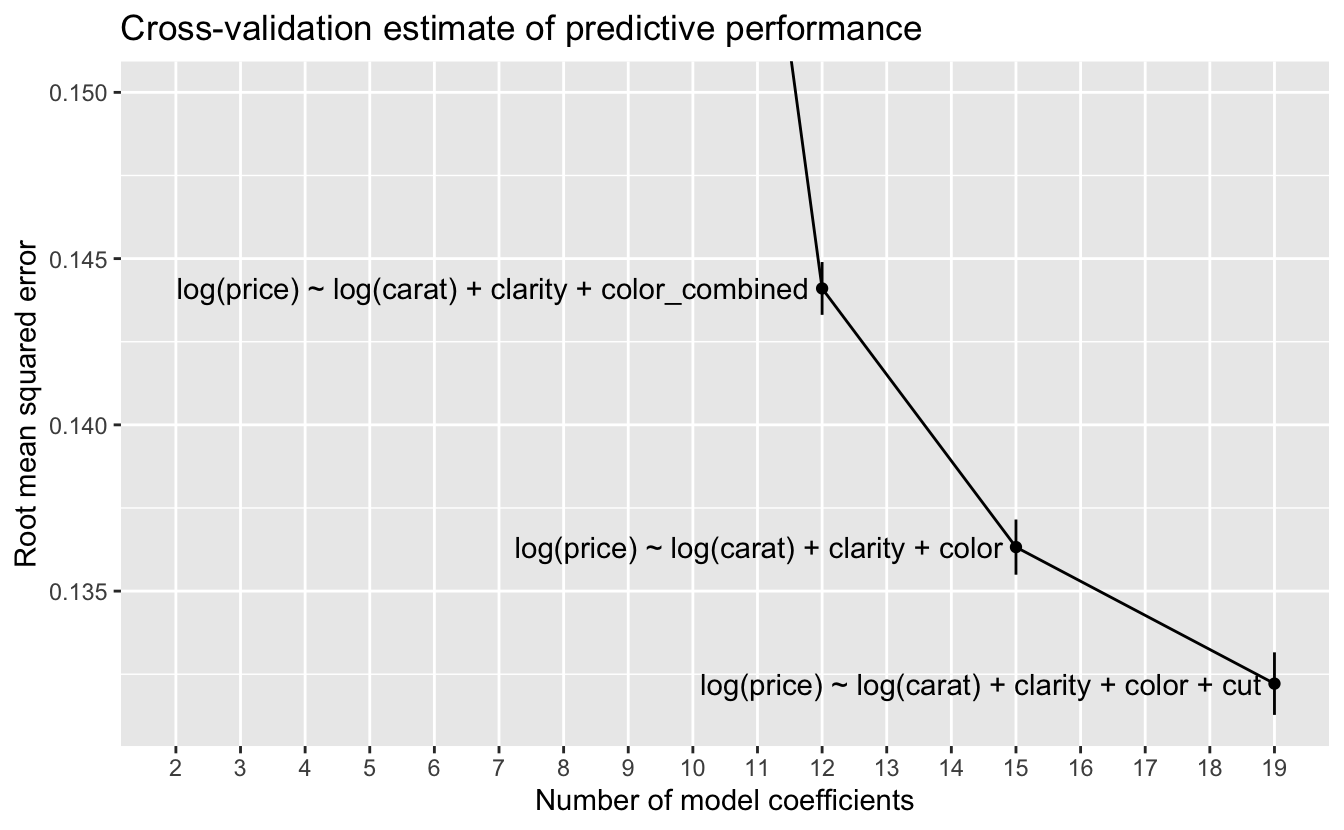 Cross-validation estimate of predictive performance
0.150
0.145
log(price) ~ log(carat) + clarity + color_combined
0.140
log(price) ~ log(carat) + clarity + color
0.135
log(price) ~ log(carat) + clarity + color + cut
Root mean squared error
2 3 4 5 6 7 8 9 10 11 12 13 14 15 16 17 18 19
Number of model coefficients